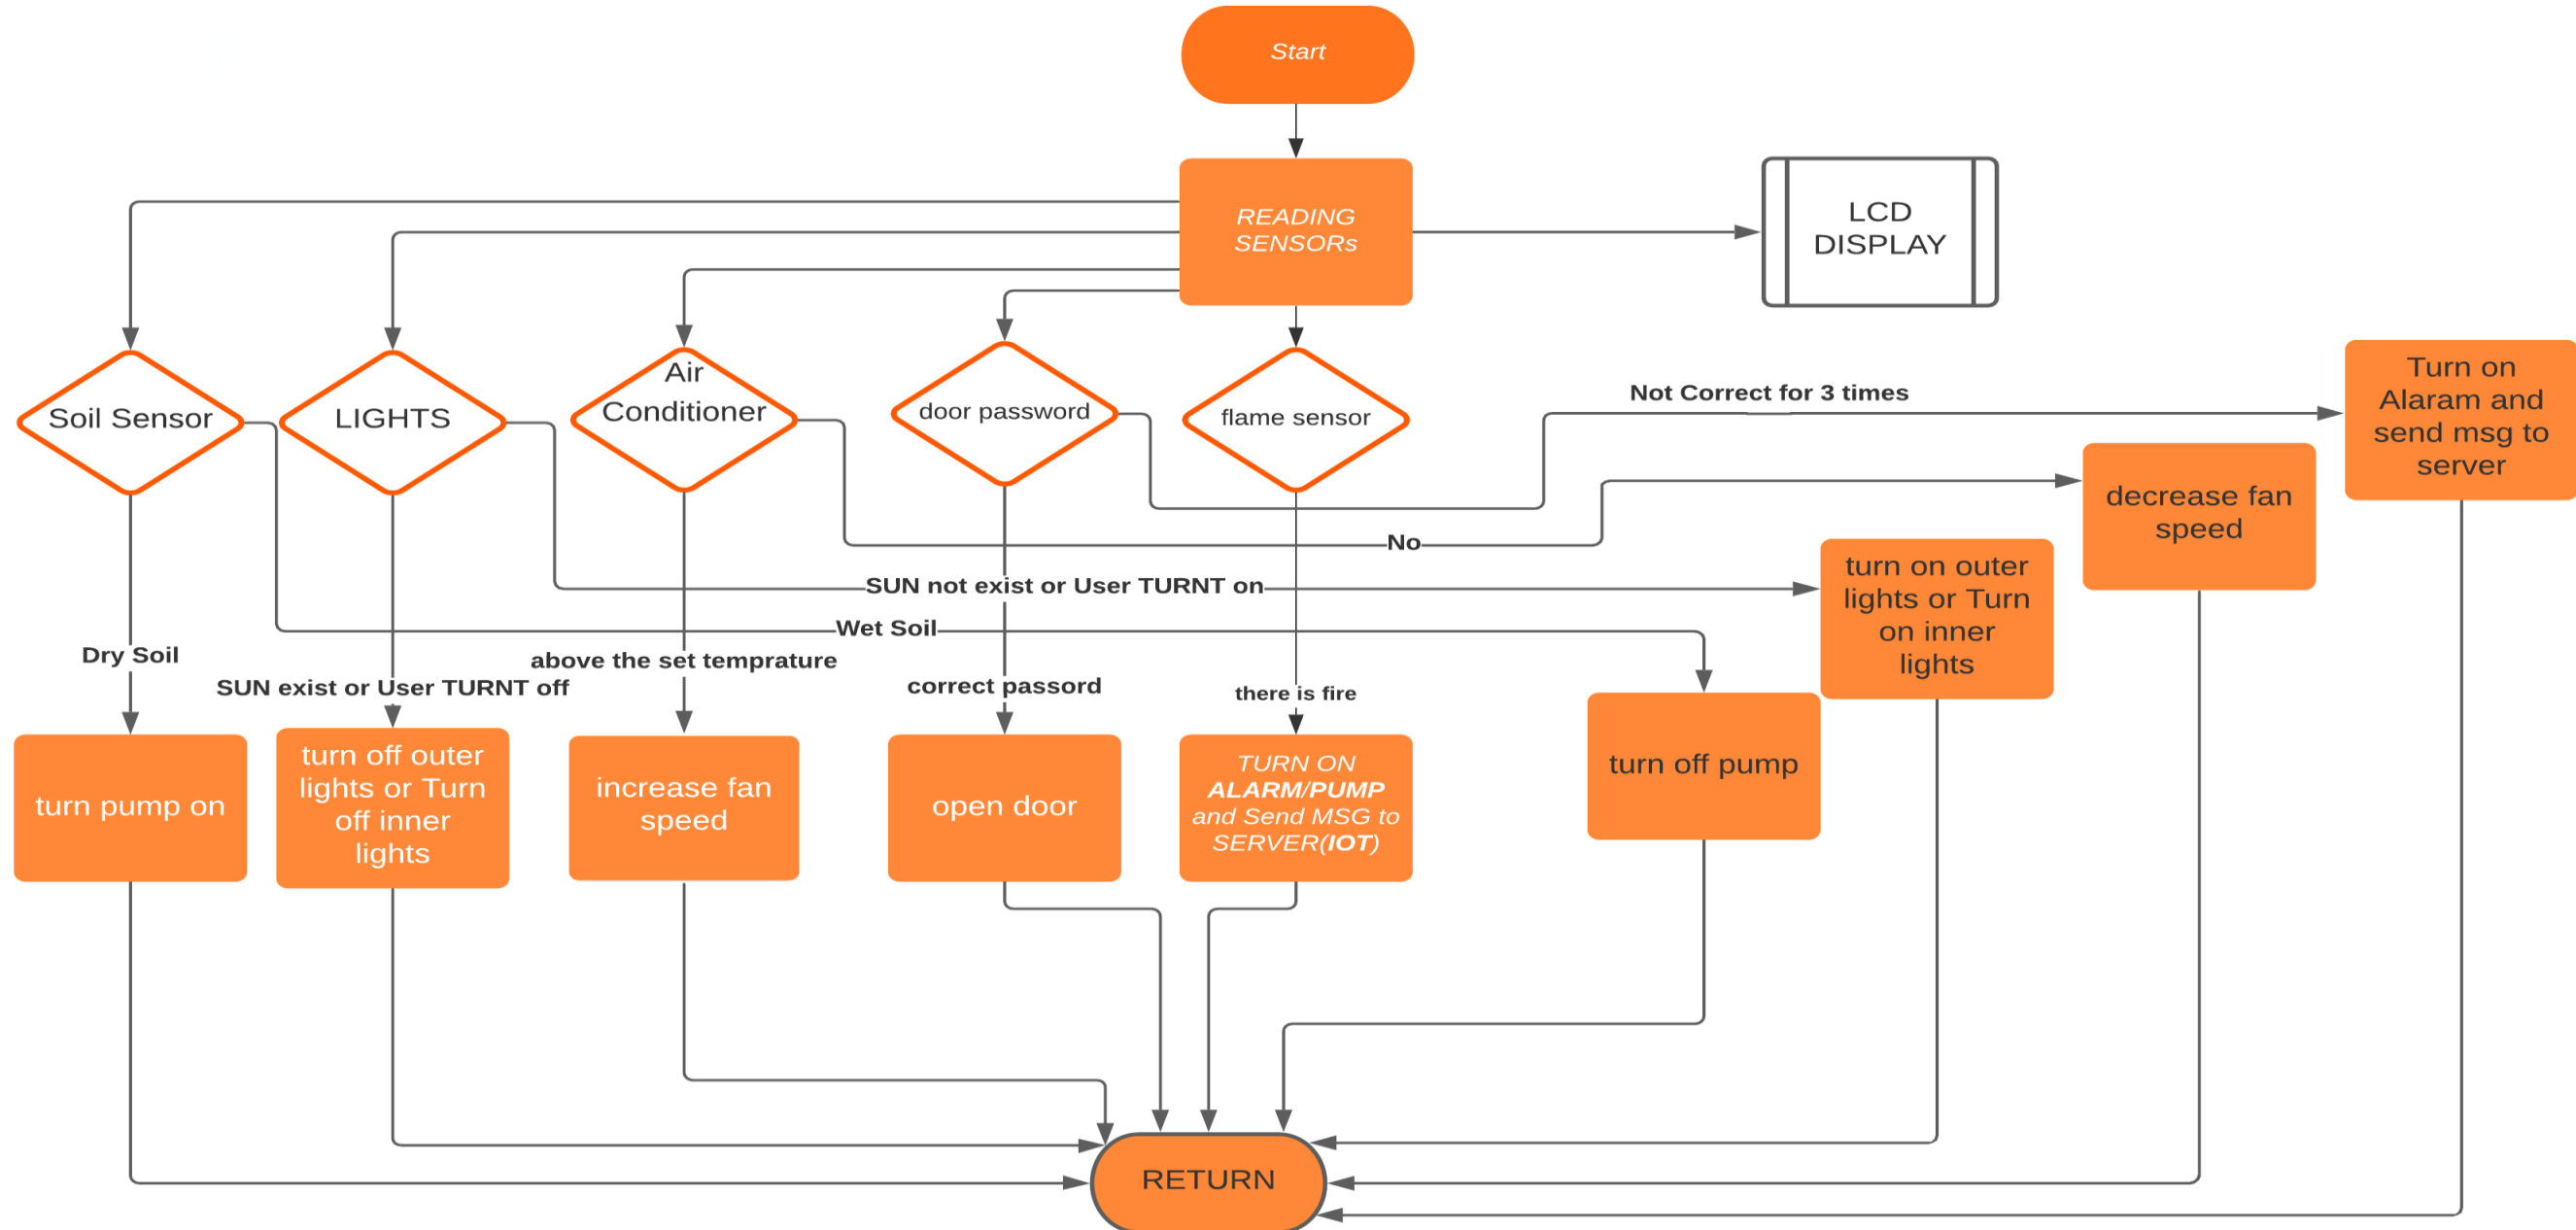 Start
READING
SENSORs
LCD
DISPLAY
Soil Sensor
LIGHTS
Air
Conditioner
door password
flame sensor
Not Correct for 3 times
Turn on
Alaram and
send msg to
server
decrease fan
speed
No
turn on outer
lights or Turn
on inner
lights
SUN not exist or User TURNT on
Wet Soil
Dry Soil
SUN exist or User TURNT off
above the set temprature
correct passord
there is fire
turn pump on
turn off outer
lights or Turn
off inner
lights
increase fan
speed
open door
TURN ON
ALARM/PUMP
and Send MSG to
SERVER(IOT)
turn off pump
RETURN